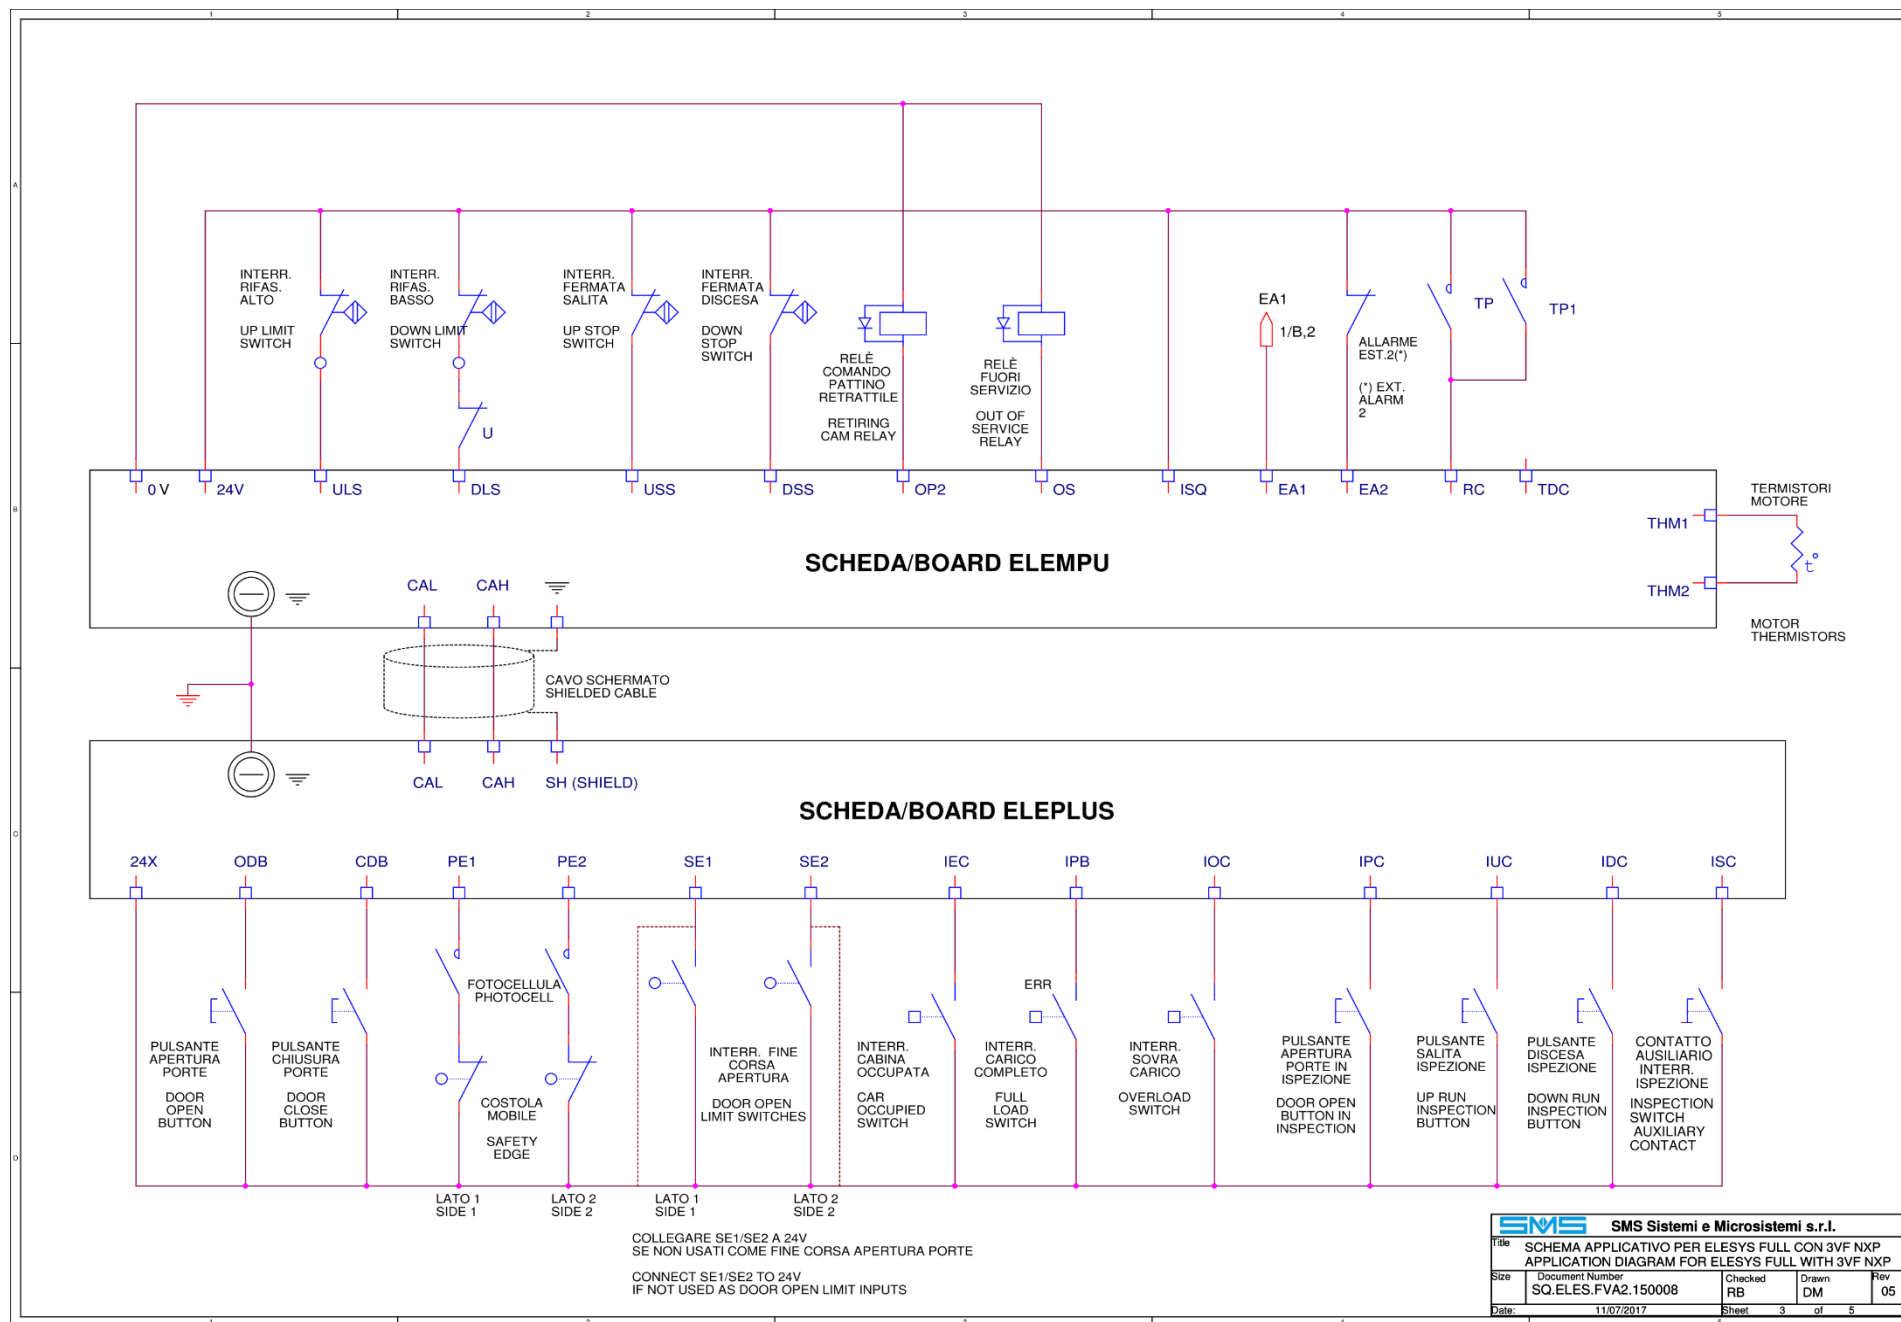 1 2 3 4 5
A
INTERR.
RIFAS.
ALTO
UP LIMIT
SWITCH
INTERR.
RIFAS.
BASSO
DOWN LIMIT
SWITCH
U
INTERR.
FERMATA
SALITA
UP STOP
SWITCH
INTERR.
FERMATA
DISCESA
DOWN
STOP
SWITCH
RELÈ
COMANDO
PATTINO
RETRATTILE
RETIRING
CAM RELAY
RELÈ
FUORI
SERVIZIO
OUT OF
SERVICE
RELAY
EA1
1/B,2
ALLARME
EST.2(*)
(*) EXT.
ALARM
2
TP
TP1
B
0 V 24V ULS DLS USS DSS OP2 OS ISQ EA1 EA2 RC TDC
THM1
THM2
TERMISTORI
MOTORE
t°
MOTOR
THERMISTORS
SCHEDA/BOARD ELEMPU
CAL CAH
CAVO SCHERMATO
SHIELDED CABLE
CAL CAH SH (SHIELD)
SCHEDA/BOARD ELEPLUS
C
24X ODB CDB PE1 PE2 SE1 SE2 IEC IPB IOC IPC IUC IDC ISC
PULSANTE
APERTURA
PORTE
DOOR
OPEN
BUTTON
PULSANTE
CHIUSURA
PORTE
DOOR
CLOSE
BUTTON
FOTOCELLULA
PHOTOCELL
COSTOLA
MOBILE
SAFETY
EDGE
INTERR. FINE
CORSA
APERTURA
DOOR OPEN
LIMIT SWITCHES
INTERR.
CABINA
OCCUPATA
CAR
OCCUPIED
SWITCH
ERR
INTERR.
CARICO
COMPLETO
FULL
LOAD
SWITCH
INTERR.
SOVRA
CARICO
OVERLOAD
SWITCH
PULSANTE
APERTURA
PORTE IN
ISPEZIONE
DOOR OPEN
BUTTON IN
INSPECTION
PULSANTE
SALITA
ISPEZIONE
UP RUN
INSPECTION
BUTTON
PULSANTE
DISCESA
ISPEZIONE
DOWN RUN
INSPECTION
BUTTON
CONTATTO
AUSILIARIO
INTERR.
ISPEZIONE
INSPECTION
SWITCH
AUXILIARY
CONTACT
D
LATO 1
SIDE 1
LATO 2
SIDE 2
LATO 1
SIDE 1
LATO 2
SIDE 2
COLLEGARE SE1/SE2 A 24V
SE NON USATI COME FINE CORSA APERTURA PORTE
CONNECT SE1/SE2 TO 24V
IF NOT USED AS DOOR OPEN LIMIT INPUTS
SMS SMS Sistemi e Microsistemi s.r.l.
Title
SCHEMA APPLICATIVO PER ELESYS FULL CON 3VF NXP
APPLICATION DIAGRAM FOR ELESYS FULL WITH 3VF NXP
Size Document Number Checked Drawn Rev
SQ.ELES.FVA2.150008 RB DM 05
Date: 11/07/2017 Sheet 3 of 5
1 2 3 4 5